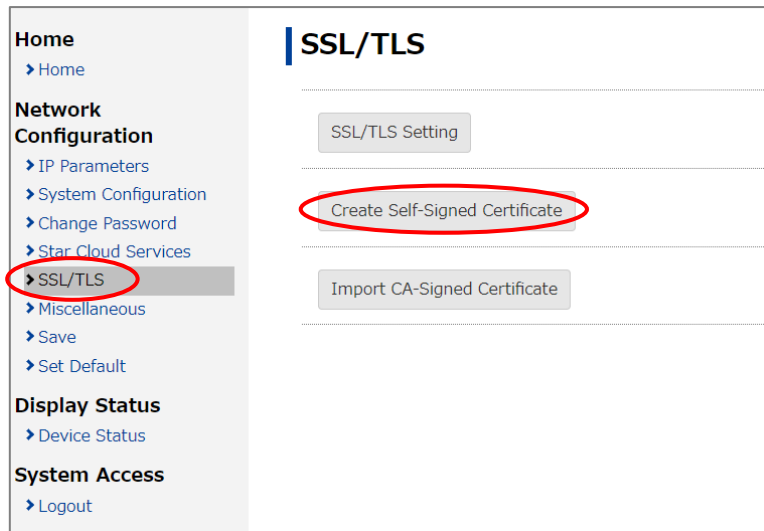 Home
Home
Network
Configuration
IP Parameters
System Configuration
Change Password
Star Cloud Services
SSL/TLS
Miscellaneous
Save
Set Default
Display Status
Device Status
System Access
Logout
SSL/TLS
SSL/TLS Setting
Create Self-Signed Certificate
Import CA-Signed Certificate